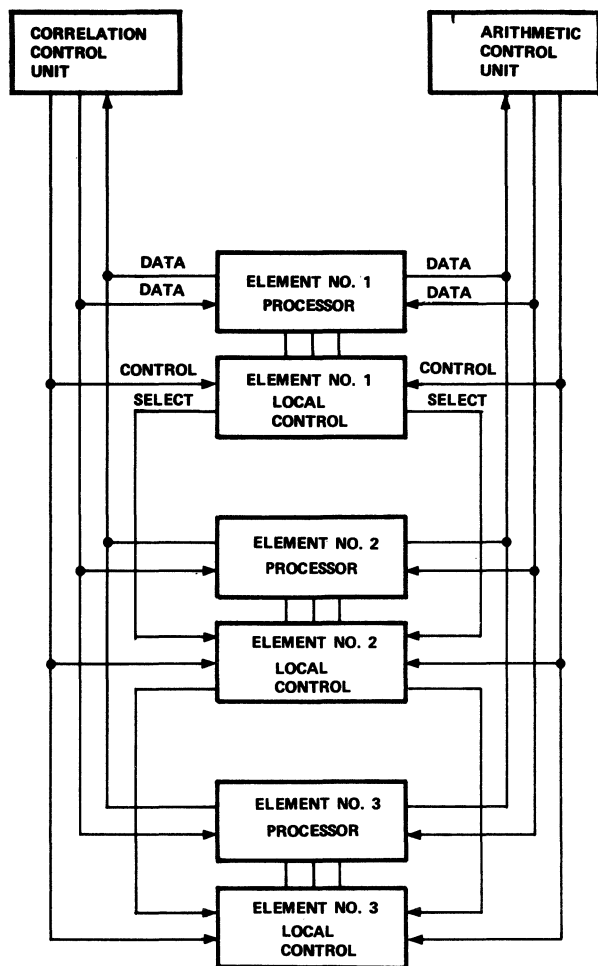 CORRELATION
CONTROL
UNIT
ARITHMETIC
CONTROL
UNIT
DATA
DATA
ELEMENT NO. 1
PROCESSOR
DATA
DATA
CONTROL
SELECT
ELEMENT NO. 1
LOCAL
CONTROL
CONTROL
SELECT
ELEMENT NO. 2
PROCESSOR
ELEMENT NO. 2
LOCAL
CONTROL
ELEMENT NO. 3
PROCESSOR
ELEMENT NO. 3
LOCAL
CONTROL